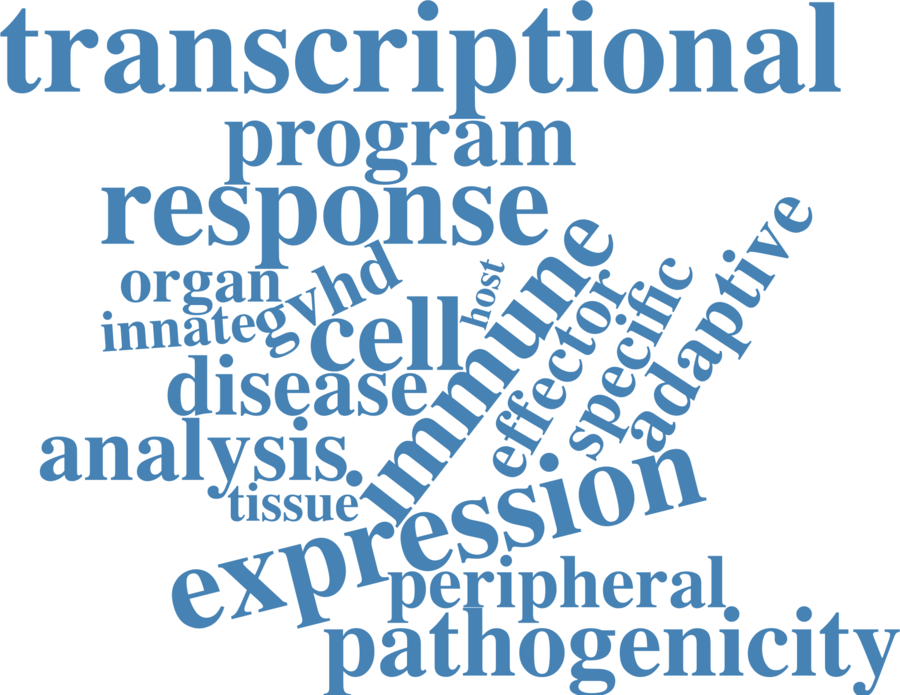 transcriptional
program
response
organ
gvhd
host
immune
adaptive
innate
cell
effector
specific
disease
analysis
tissue
expression
peripheral
pathogenicity